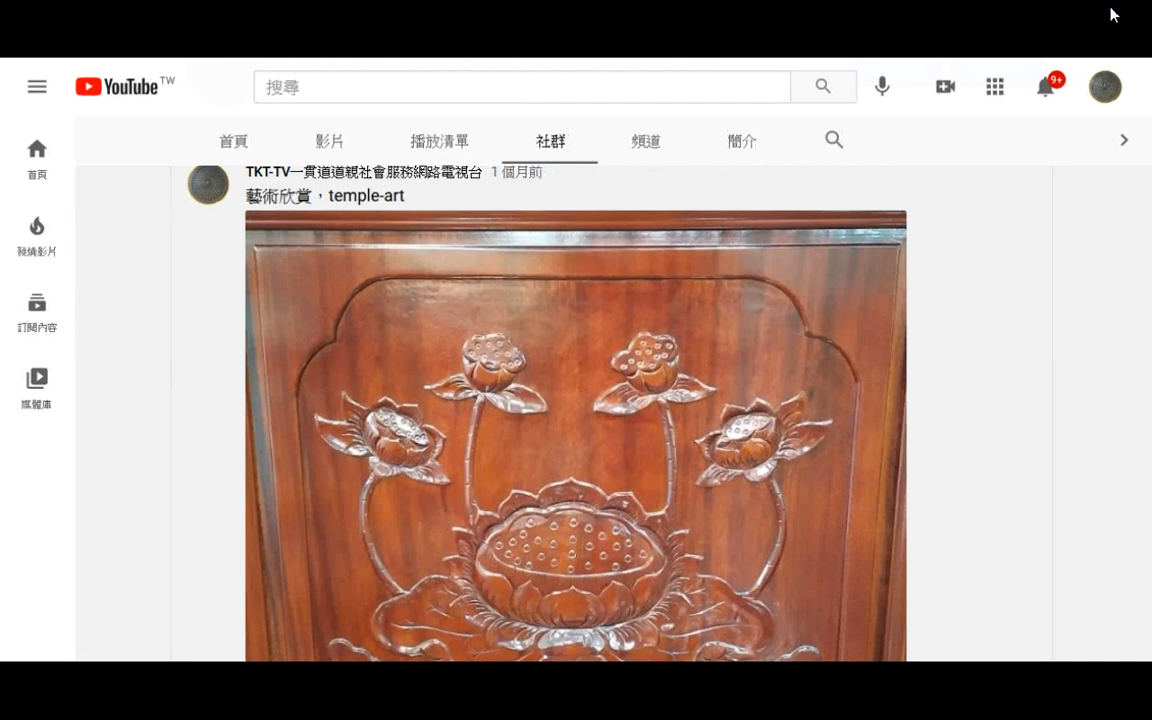 YouTube TW
搜尋
9+
首頁 影片 播放清單 社群 頻道 簡介
首頁
發燒影片
訂閱內容
媒體庫
TKT-TV一貫道道親社會服務網路電視台 1 個月前
藝術欣賞，temple-art